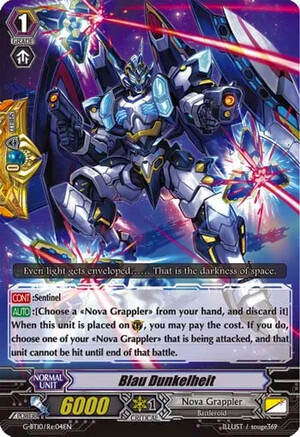 1
GRADE
Even light gets enveloped...... That is the darkness of space.
CONT:Sentinel
AUTO:[Choose a «Nova Grappler» from your hand, and discard it]
When this unit is placed on , you may pay the cost. If you do,
choose one of your «Nova Grappler» that is being attacked, and that
unit cannot be hit until end of that battle.
NORMAL UNIT
Blau Dunkelheit
POWER
6000
1
CRITICAL
Nova Grappler
Battleroid
G-BT10/Re:04EN
ILLUST / touge369